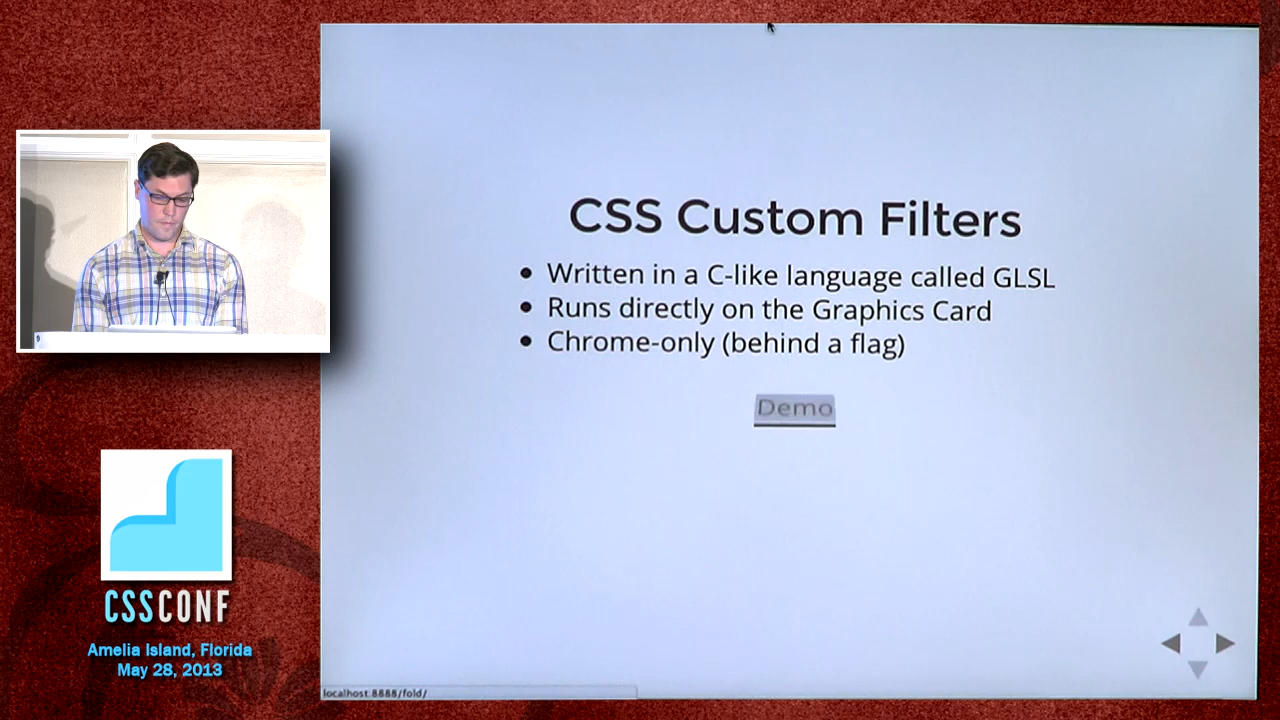 CSS Custom Filters
Written in a C-like language called GLSL
Runs directly on the Graphics Card
Chrome-only (behind a flag)
Demo
CSSCONF
Amelia Island, Florida
May 28, 2013
localhost:8888/fold/